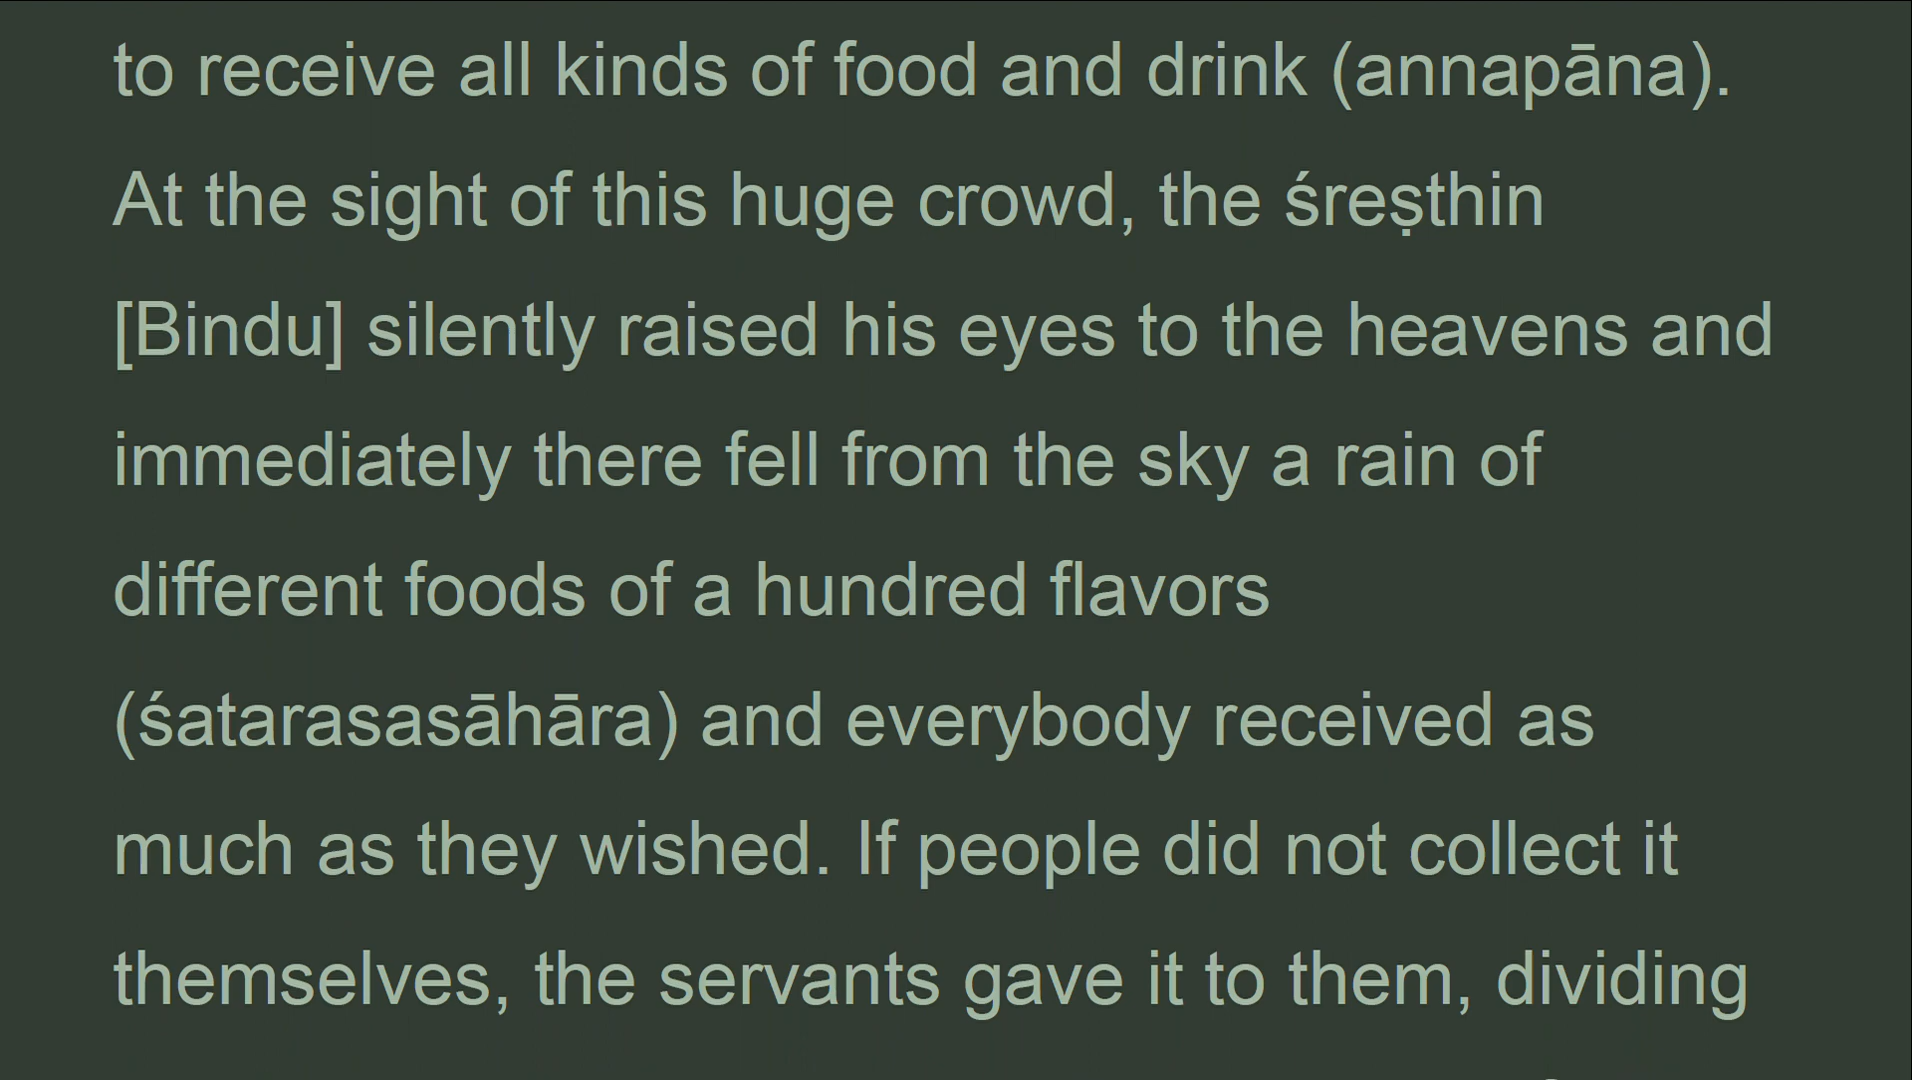 to receive all kinds of food and drink (annapāna).
At the sight of this huge crowd, the śreṣthin
[Bindu] silently raised his eyes to the heavens and
immediately there fell from the sky a rain of
different foods of a hundred flavors
(śatarasasāhāra) and everybody received as
much as they wished. If people did not collect it
themselves, the servants gave it to them, dividing